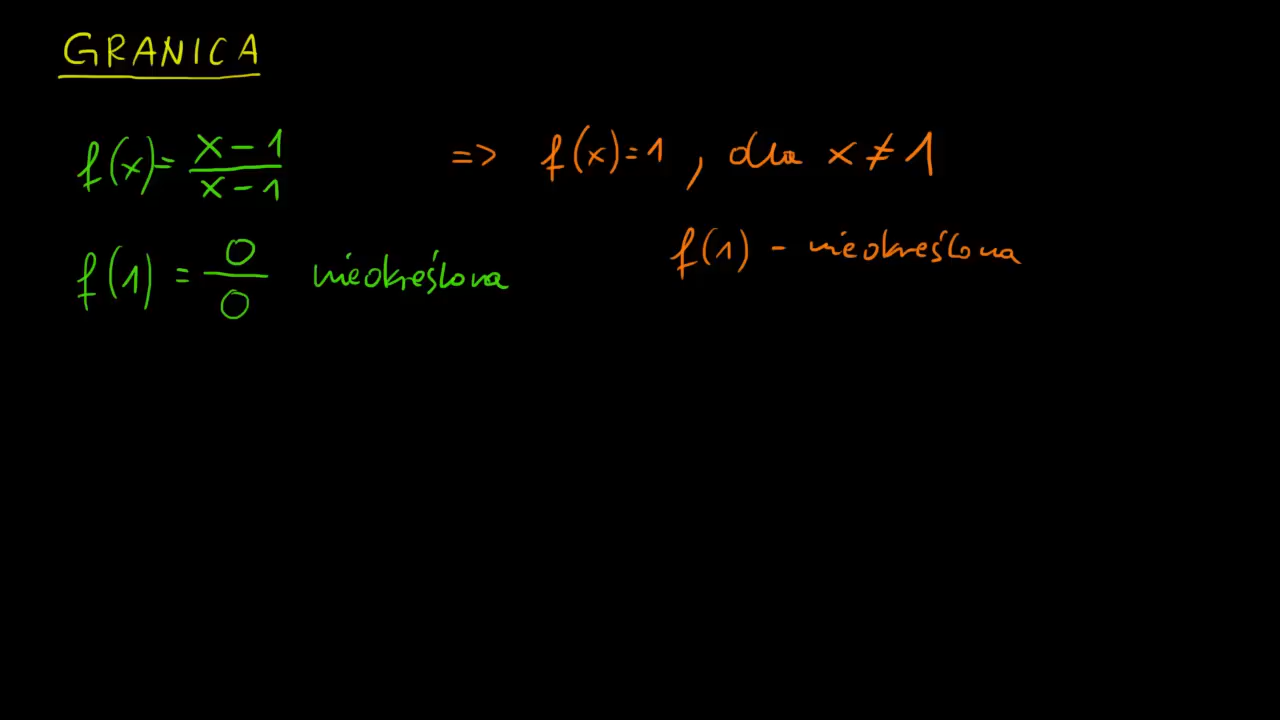 GRANICA
f(x)= x-1 / x-1 => f(x)=1, dla x≠1
f(1) = 0/0 nieokreślona f(1) - nieokreślona